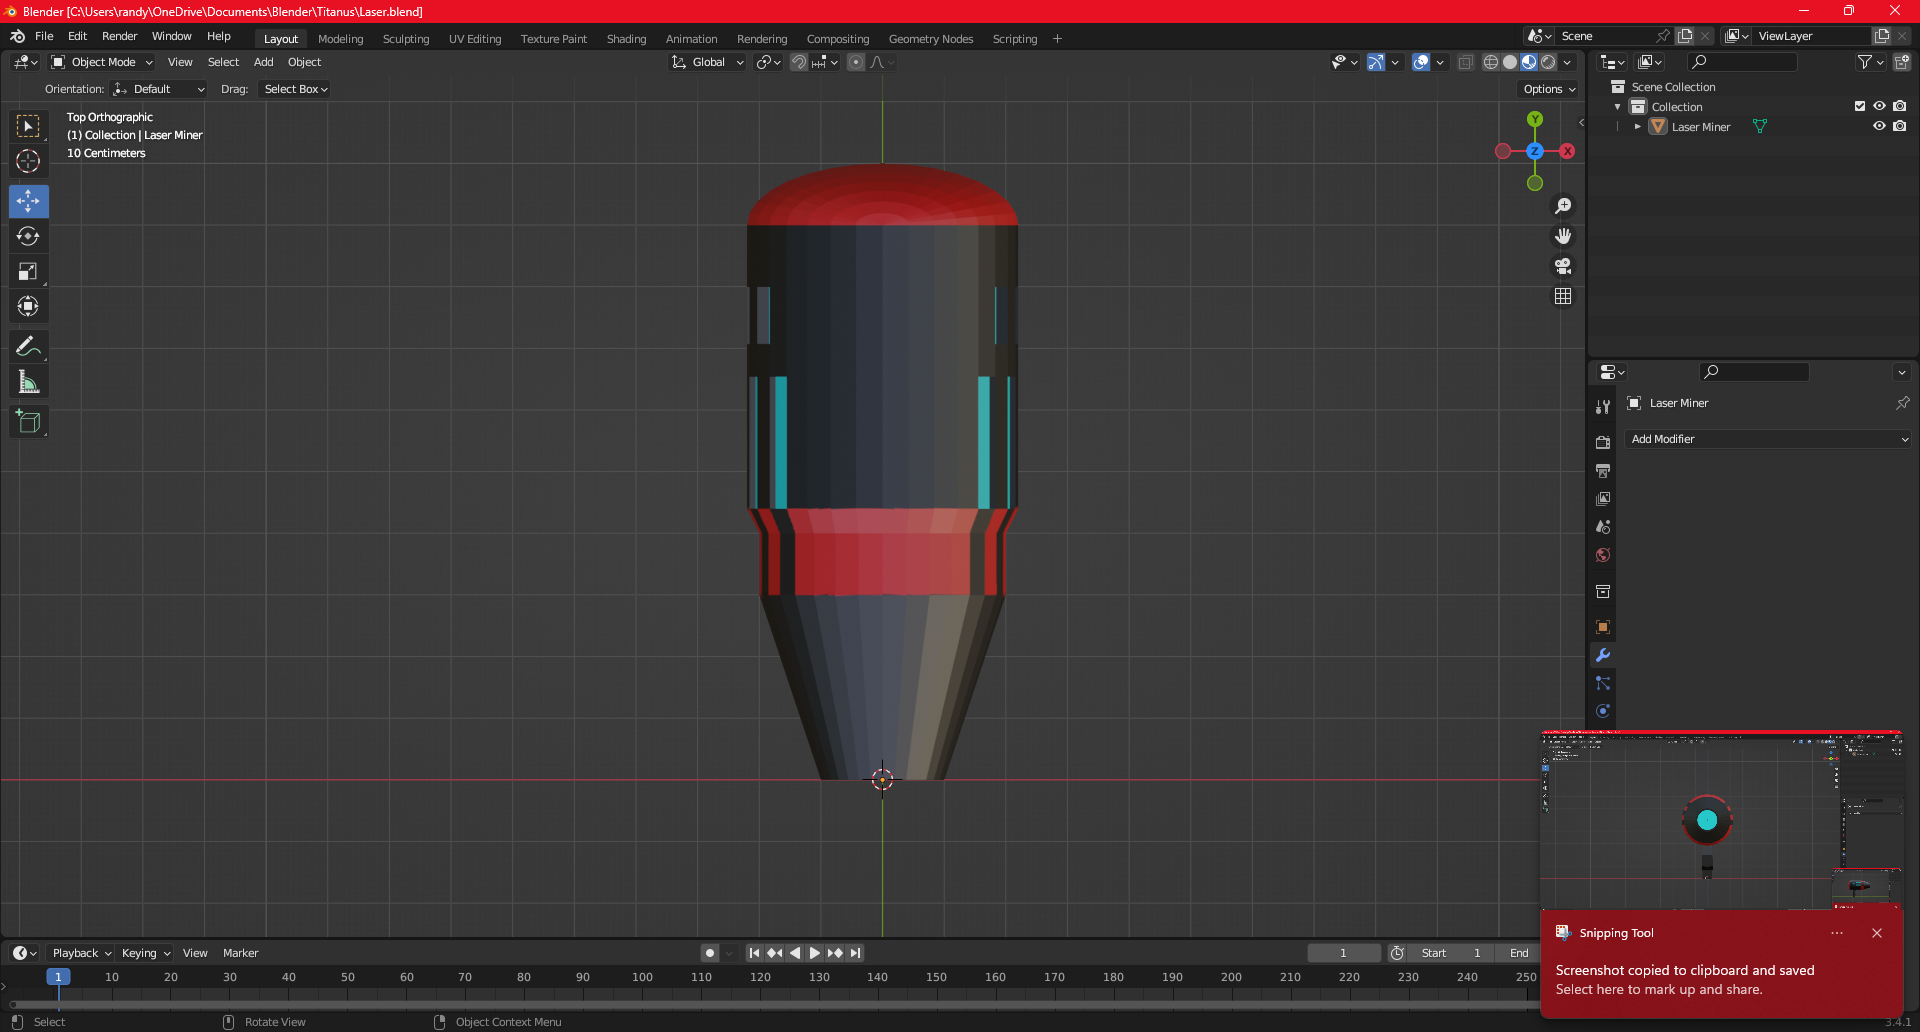 Blender [C:\Users\randy\OneDrive\Documents\Blender\Titanus\Laser.blend]
File Edit Render Window Help Layout Modeling Sculpting UV Editing Texture Paint Shading Animation Rendering Compositing Geometry Nodes Scripting + Scene ViewLayer
Object Mode View Select Add Object Global
Orientation: Default Drag: Select Box Options
Top Orthographic
(1) Collection | Laser Miner
10 Centimeters
Y
Z X
Scene Collection
Collection
Laser Miner
Laser Miner
Add Modifier
Snipping Tool
Screenshot copied to clipboard and saved
Select here to mark up and share.
Playback Keying View Marker 1 Start 1 End
1 10 20 30 40 50 60 70 80 90 100 110 120 130 140 150 160 170 180 190 200 210 220 230 240 250
Select Rotate View Object Context Menu 3.4.1